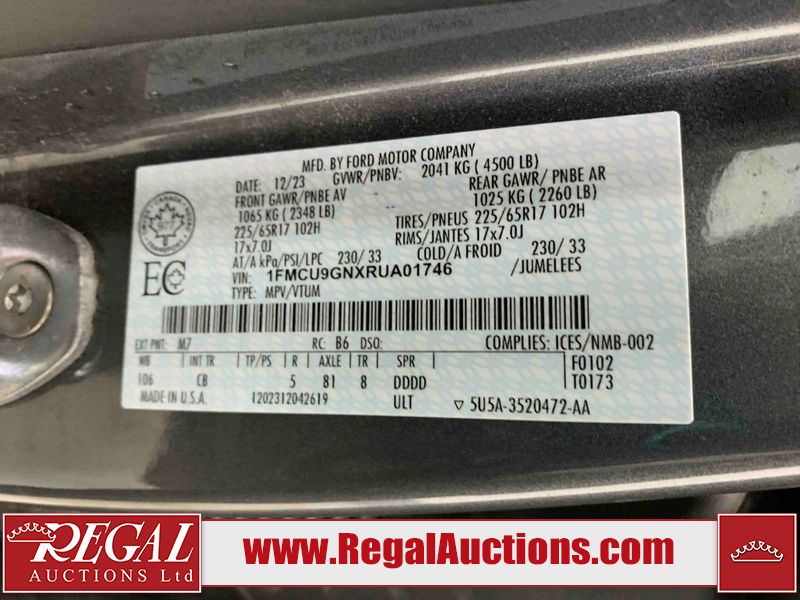 MFD. BY FORD MOTOR COMPANY
DATE: 12/23 GVWR/PNBV: 2041 KG ( 4500 LB)
FRONT GAWR/PNBE AV REAR GAWR/ PNBE AR
1065 KG ( 2348 LB) 1025 KG ( 2260 LB)
225/65R17 102H TIRES/PNEUS 225/65R17 102H
17x7.0J RIMS/JANTES 17x7.0J
AT/A kPa/PSI/LPC 230/ 33 COLD/A FROID 230/ 33
VIN: 1FMCU9GNXRUA01746 /JUMELEES
TYPE: MPV/VTUM
EC
EXT PNT: M7 RC: B6 DSO: COMPLIES: ICES/NMB-002
WB INT TR TP/PS R AXLE TR SPR F0102
106 CB 5 81 8 DDDD T0173
MADE IN U.S.A. 1202312042619 ULT ▽ 5U5A-3520472-AA
REGAL
AUCTIONS Ltd
www.RegalAuctions.com